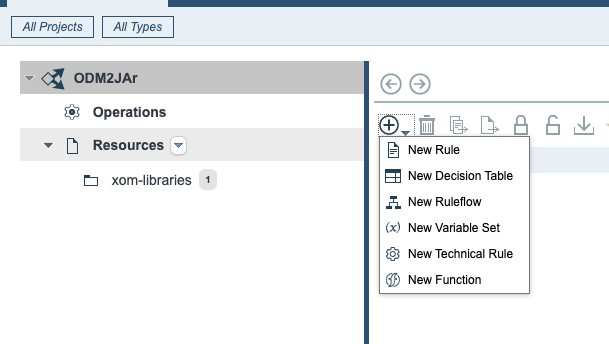 All Projects
All Types
ODM2JAr
Operations
Resources
xom-libraries 1
New Rule
New Decision Table
New Ruleflow
(x) New Variable Set
New Technical Rule
New Function